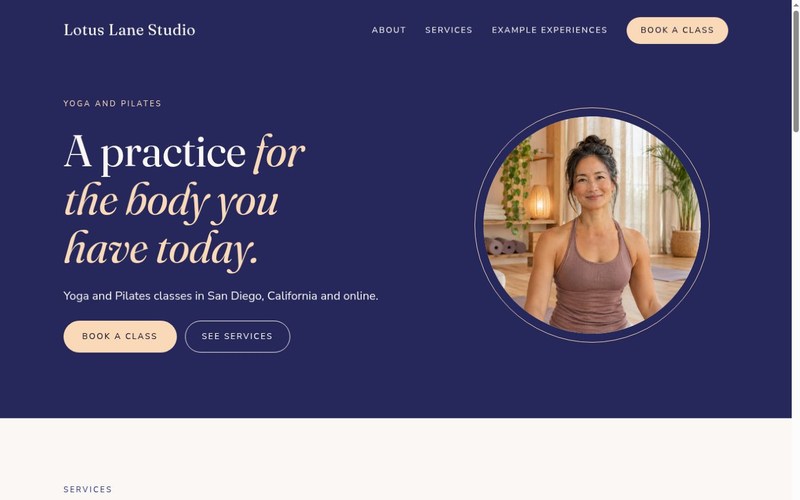 Lotus Lane Studio
ABOUT
SERVICES
EXAMPLE EXPERIENCES
BOOK A CLASS
YOGA AND PILATES
A practice for
the body you
have today.
Yoga and Pilates classes in San Diego, California and online.
BOOK A CLASS
SEE SERVICES
SERVICES